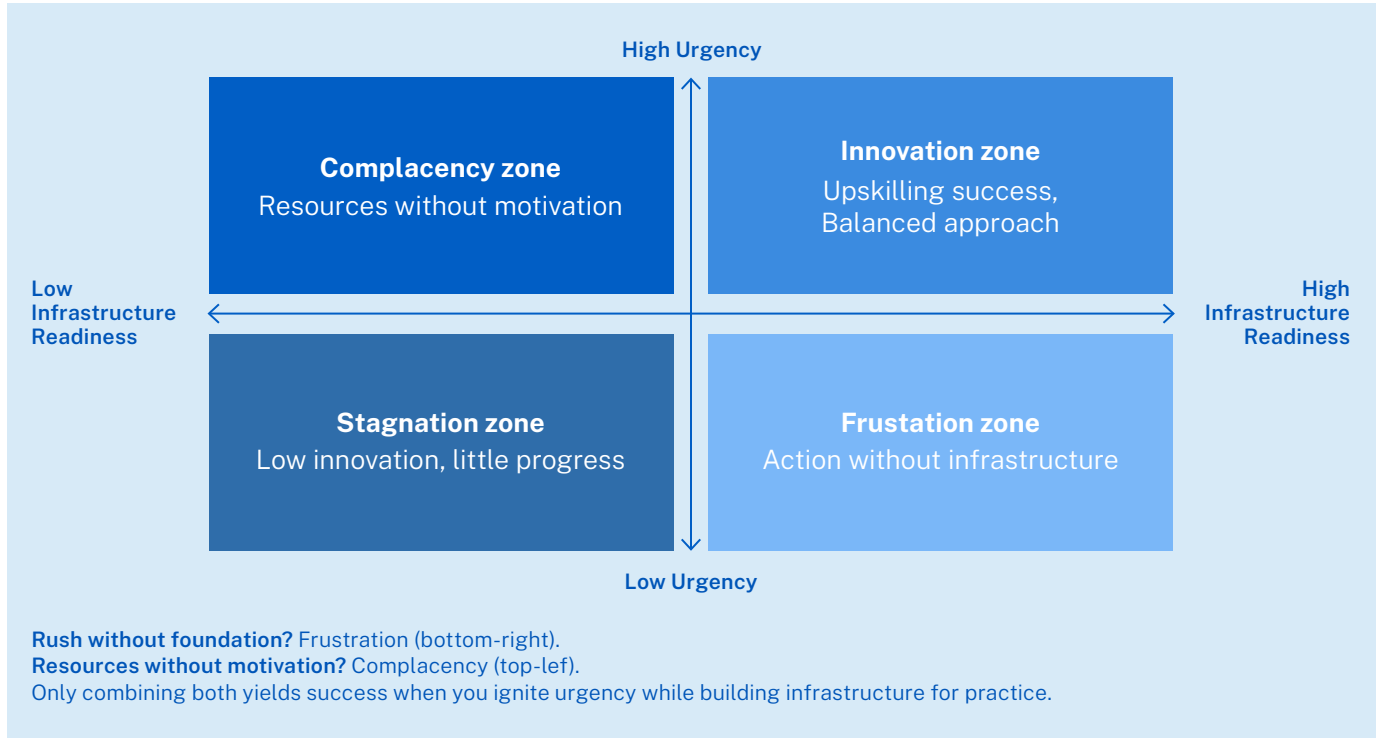 High Urgency
Complacency zone
Resources without motivation
Innovation zone
Upskilling success,
Balanced approach
Low
Infrastructure
Readiness
High
Infrastructure
Readiness
Stagnation zone
Low innovation, little progress
Frustation zone
Action without infrastructure
Low Urgency
Rush without foundation? Frustration (bottom-right).
Resources without motivation? Complacency (top-lef).
Only combining both yields success when you ignite urgency while building infrastructure for practice.